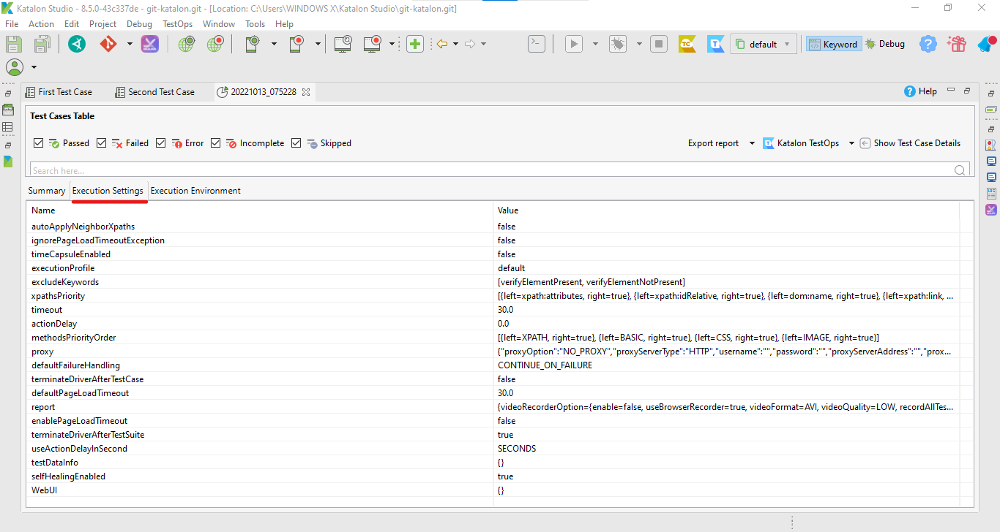 Katalon Studio - 8.5.0-43c337de - git-katalon.git - [Location: C:\Users\WINDOWS X\Katalon Studio\git-katalon.git]
File Action Edit Project Debug TestOps Window Tools Help
TC T default Keyword Debug
First Test Case Second Test Case 20221013_075228 Help
Test Cases Table
Passed Failed Error Incomplete Skipped Export report Katalon TestOps Show Test Case Details
Search here...
Summary Execution Settings Execution Environment
Name Value
autoApplyNeighborXpaths false
ignorePageLoadTimeoutException false
timeCapsuleEnabled false
executionProfile default
excludeKeywords [verifyElementPresent, verifyElementNotPresent]
xpathsPriority [{left=xpath:attributes, right=true}, {left=xpath:idRelative, right=true}, {left=dom:name, right=true}, {left=xpath:link, ...
timeout 30.0
actionDelay 0.0
methodsPriorityOrder [{left=XPATH, right=true}, {left=BASIC, right=true}, {left=CSS, right=true}, {left=IMAGE, right=true}]
proxy {"proxyOption":"NO_PROXY","proxyServerType":"HTTP","username":"","password":"","proxyServerAddress":"","prox...
defaultFailureHandling CONTINUE_ON_FAILURE
terminateDriverAfterTestCase false
defaultPageLoadTimeout 30.0
report {videoRecorderOption={enable=false, useBrowserRecorder=true, videoFormat=AVI, videoQuality=LOW, recordAllTes...
enablePageLoadTimeout false
terminateDriverAfterTestSuite true
useActionDelayInSecond SECONDS
testDataInfo {}
selfHealingEnabled true
WebUI {}